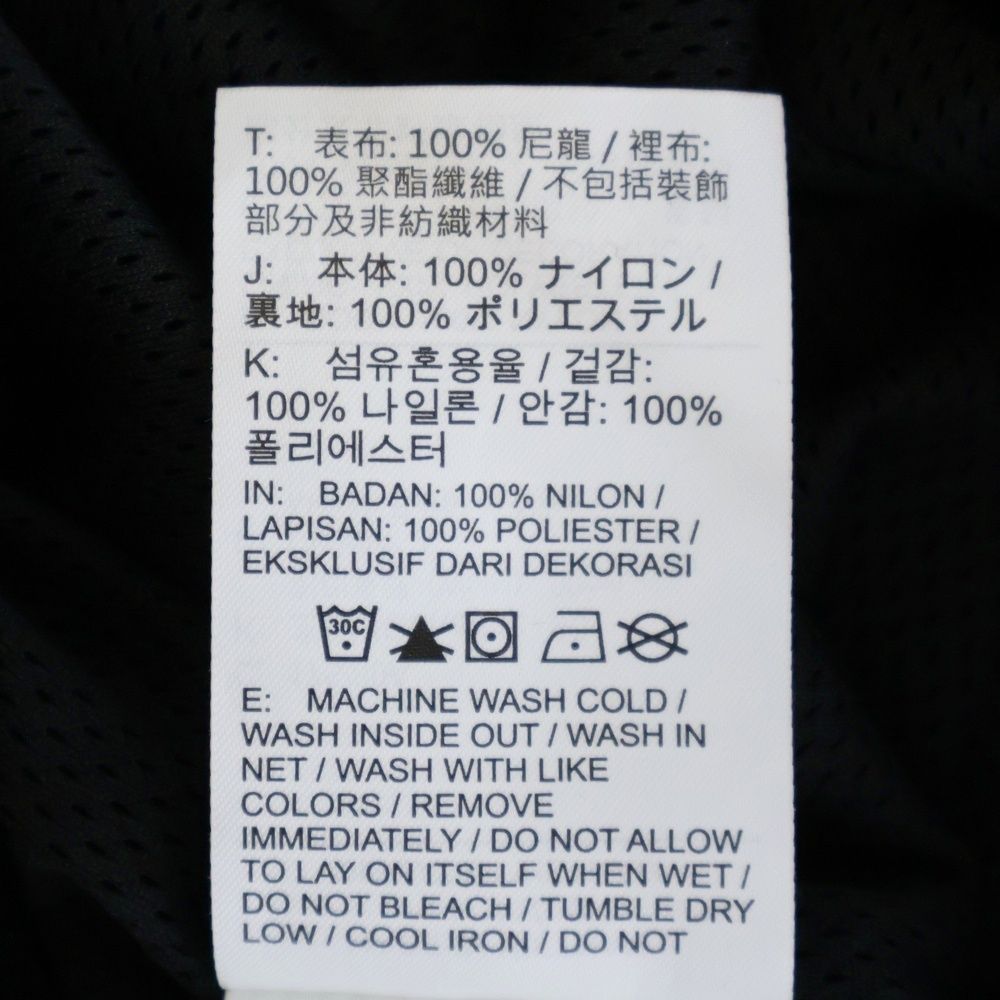 T: 表布: 100% 尼龍 / 裡布:
100% 聚酯纖維 / 不包括裝飾
部分及非紡織材料
J: 本体: 100% ナイロン /
裏地: 100% ポリエステル
K: 섬유혼용율 / 겉감:
100% 나일론 / 안감: 100%
폴리에스터
IN: BADAN: 100% NILON /
LAPISAN: 100% POLIESTER /
EKSKLUSIF DARI DEKORASI
30C
E: MACHINE WASH COLD /
WASH INSIDE OUT / WASH IN
NET / WASH WITH LIKE
COLORS / REMOVE
IMMEDIATELY / DO NOT ALLOW
TO LAY ON ITSELF WHEN WET /
DO NOT BLEACH / TUMBLE DRY
LOW / COOL IRON / DO NOT